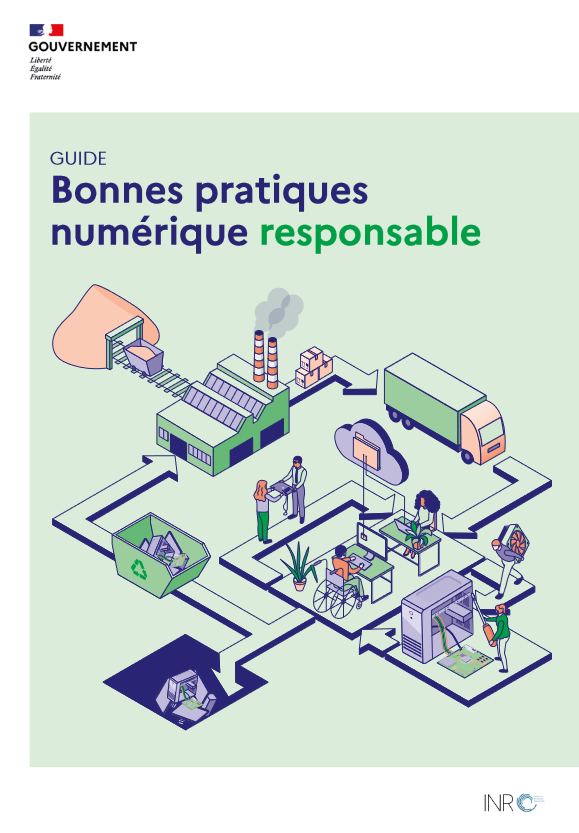 GOUVERNEMENT
Liberté
Égalité
Fraternité
GUIDE
Bonnes pratiques
numérique responsable
INR